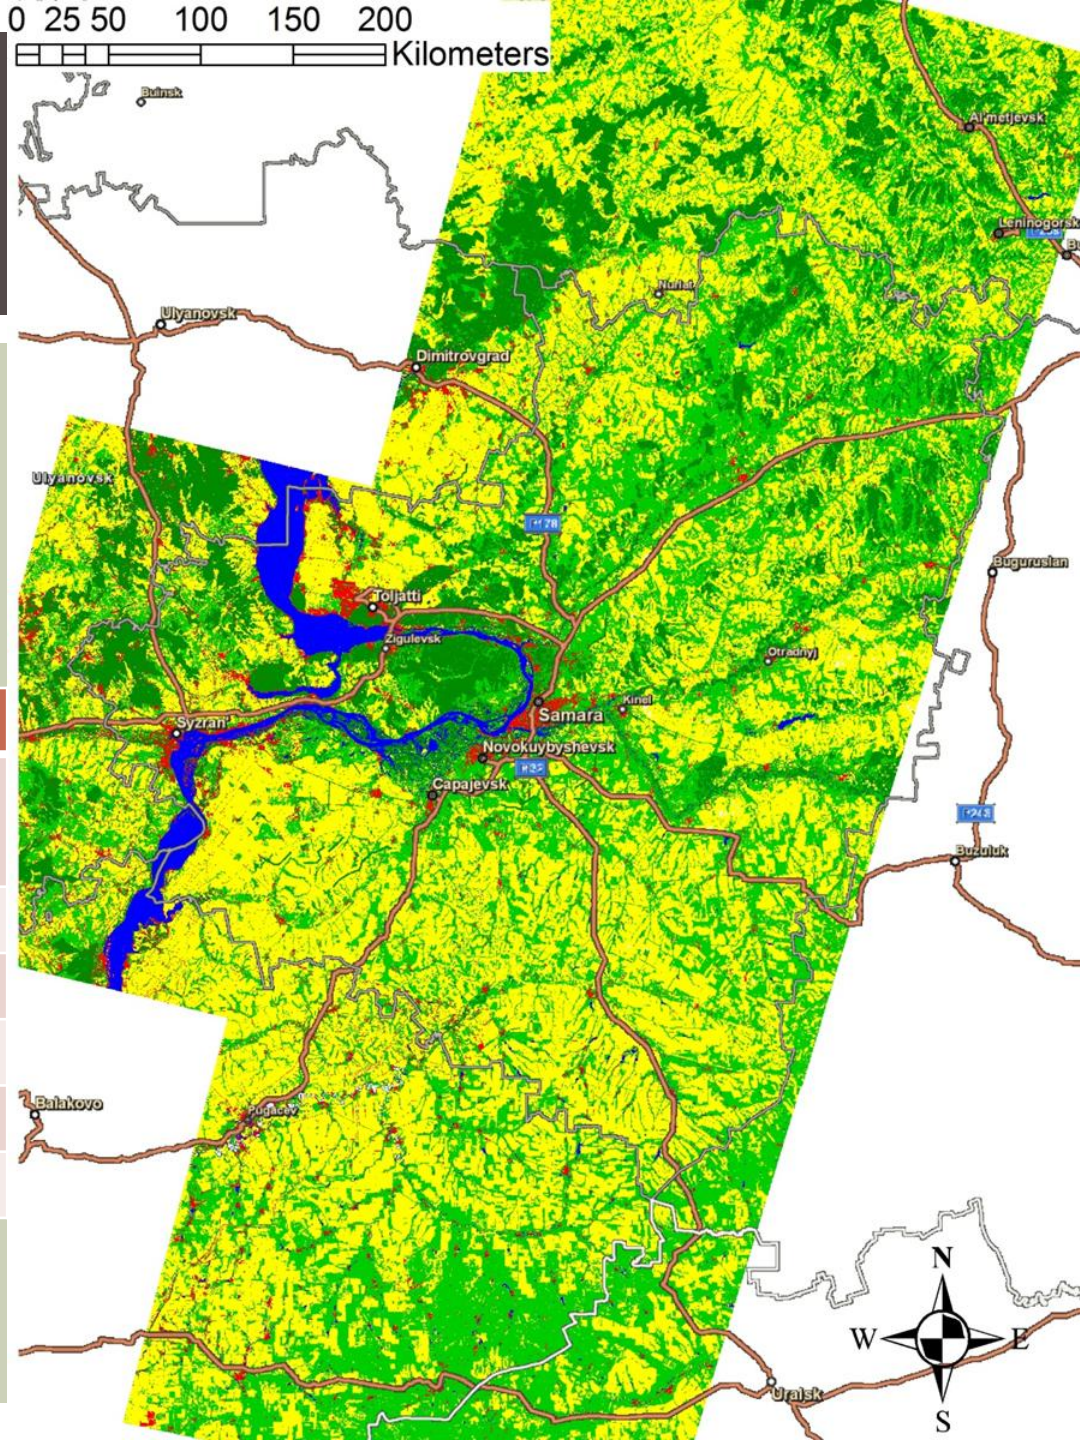 0 25 50 100 150 200
Kilometers
Buinsk
Al'metjevsk
Leninogorsk
Nurlat
Ulyanovsk
Dimitrovgrad
Ulyanovsk
Buguruslan
Toljatti
Zigulevsk
Otradnyj
Kinel
Samara
Syzran'
Novokuybyshevsk
Capajevsk
Buzuluk
Balakovo
Pugacev
N
W
E
S
Uralsk